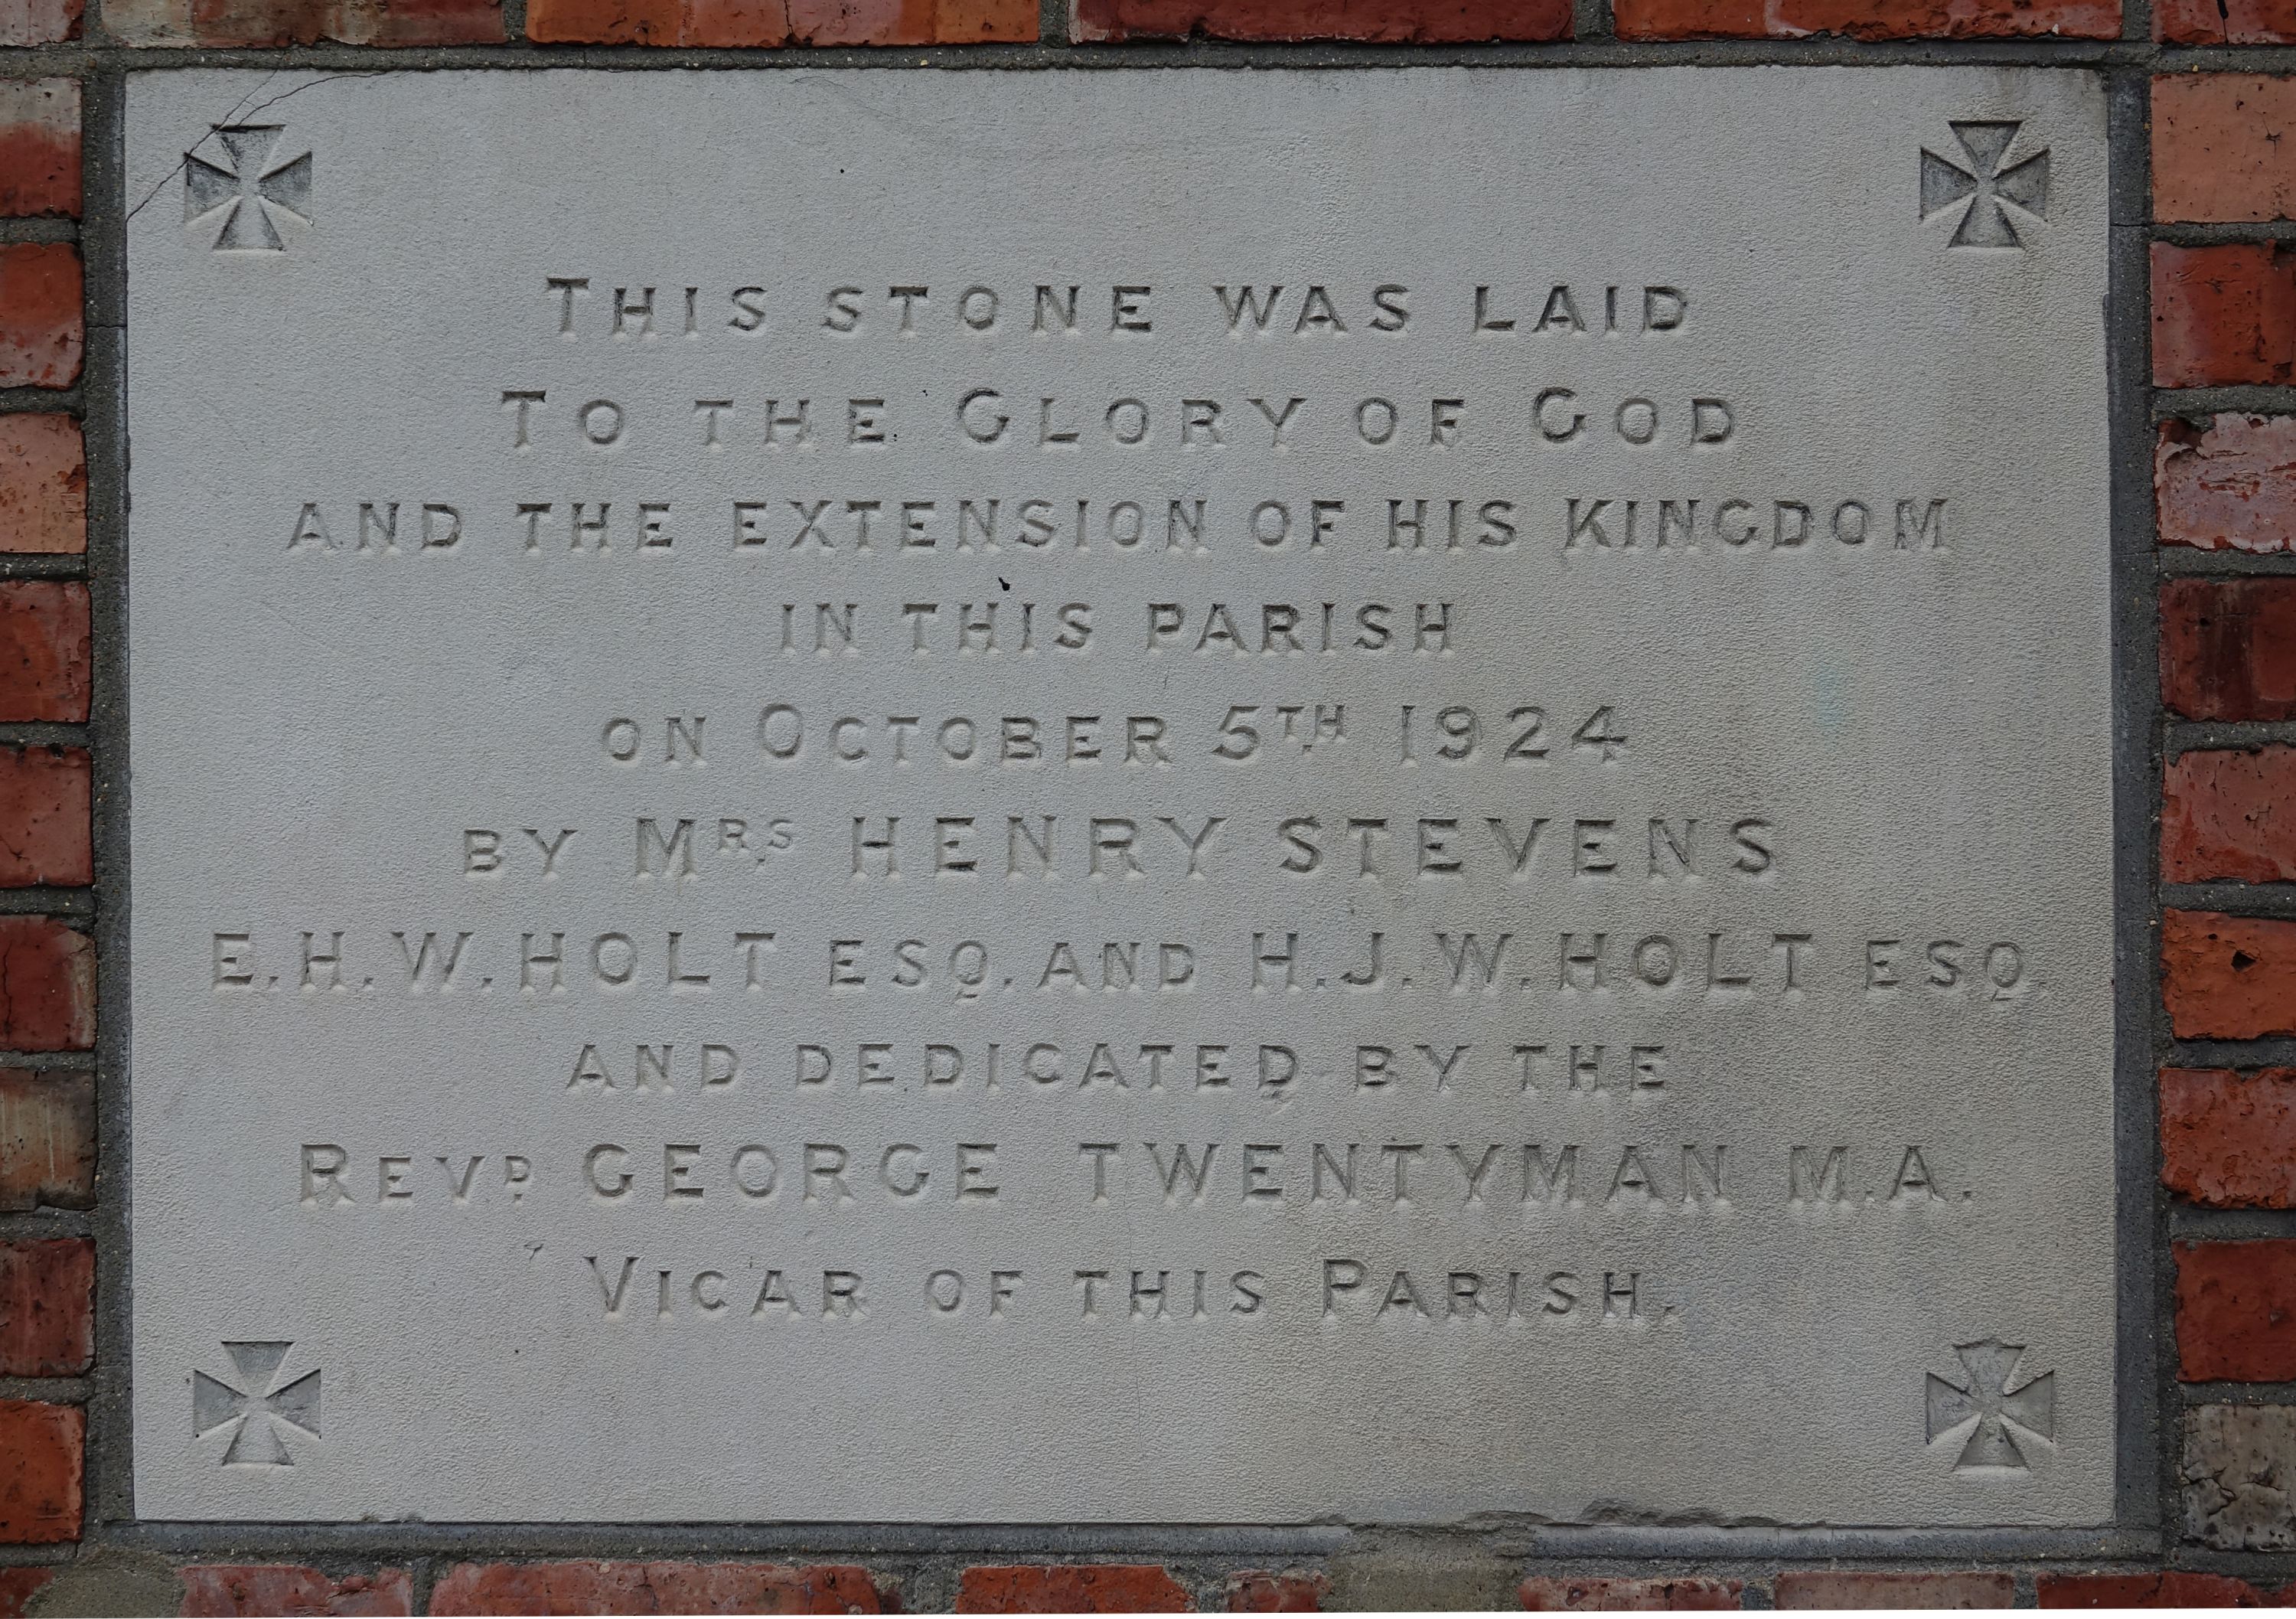 THIS STONE WAS LAID
TO THE GLORY OF GOD
AND THE EXTENSION OF HIS KINGDOM
IN THIS PARISH
ON OCTOBER 5TH 1924
BY MRS HENRY STEVENS
E.H.W.HOLT ESQ. AND H.J.W.HOLT ESQ.
AND DEDICATED BY THE
REVD GEORGE TWENTYMAN M.A.
VICAR OF THIS PARISH.